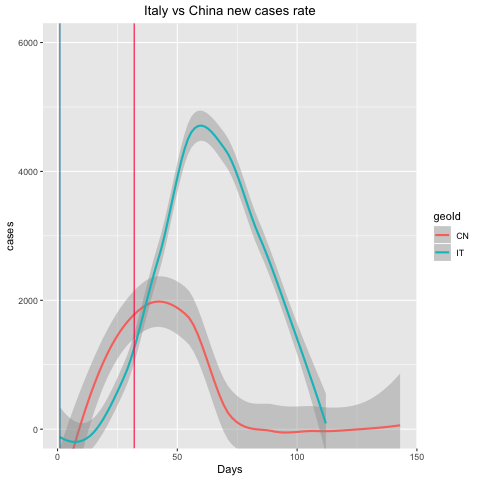 Italy vs China new cases rate
6000
4000
2000
0
cases
0 50 100 150
Days
geoId
CN
IT